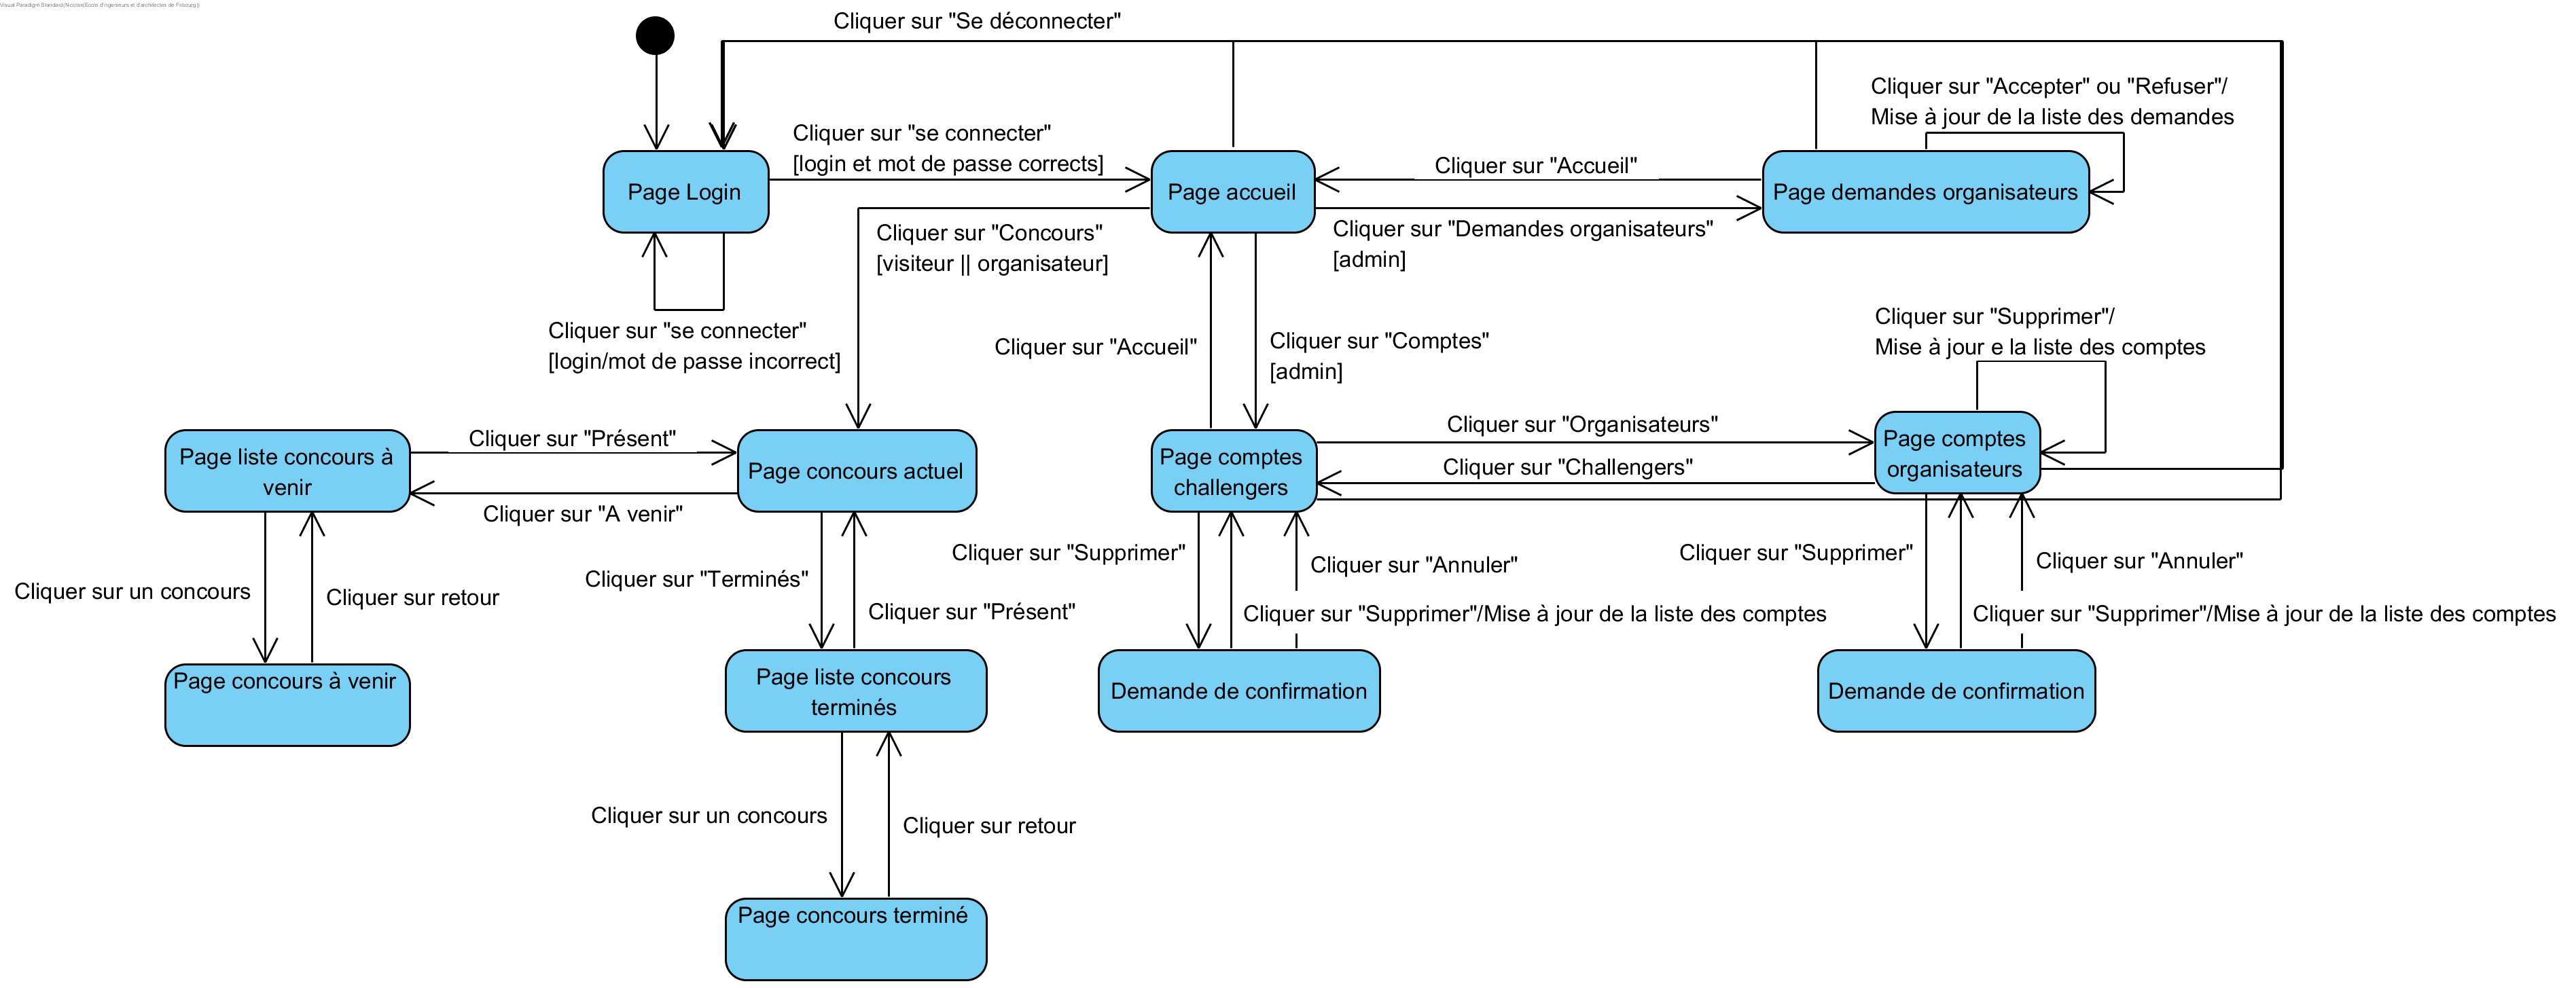 Visual Paradigm Standard(Nicolas(École d'ingénieurs et d'architectes de Fribourg))
Cliquer sur "Se déconnecter"
Cliquer sur "Accepter" ou "Refuser"/
Mise à jour de la liste des demandes
Cliquer sur "se connecter"
[login et mot de passe corrects]
Cliquer sur "Accueil"
Page Login
Page accueil
Page demandes organisateurs
Cliquer sur "Concours"
[visiteur || organisateur]
Cliquer sur "Demandes organisateurs"
[admin]
Cliquer sur "se connecter"
[login/mot de passe incorrect]
Cliquer sur "Accueil"
Cliquer sur "Comptes"
[admin]
Cliquer sur "Supprimer"/
Mise à jour e la liste des comptes
Cliquer sur "Présent"
Cliquer sur "Organisateurs"
Page liste concours à
venir
Page concours actuel
Page comptes
challengers
Cliquer sur "Challengers"
Page comptes
organisateurs
Cliquer sur "A venir"
Cliquer sur "Supprimer"
Cliquer sur "Annuler"
Cliquer sur "Supprimer"
Cliquer sur "Annuler"
Cliquer sur un concours
Cliquer sur retour
Cliquer sur "Terminés"
Cliquer sur "Présent"
Cliquer sur "Supprimer"/Mise à jour de la liste des comptes
Cliquer sur "Supprimer"/Mise à jour de la liste des comptes
Page concours à venir
Page liste concours
terminés
Demande de confirmation
Demande de confirmation
Cliquer sur un concours
Cliquer sur retour
Page concours terminé